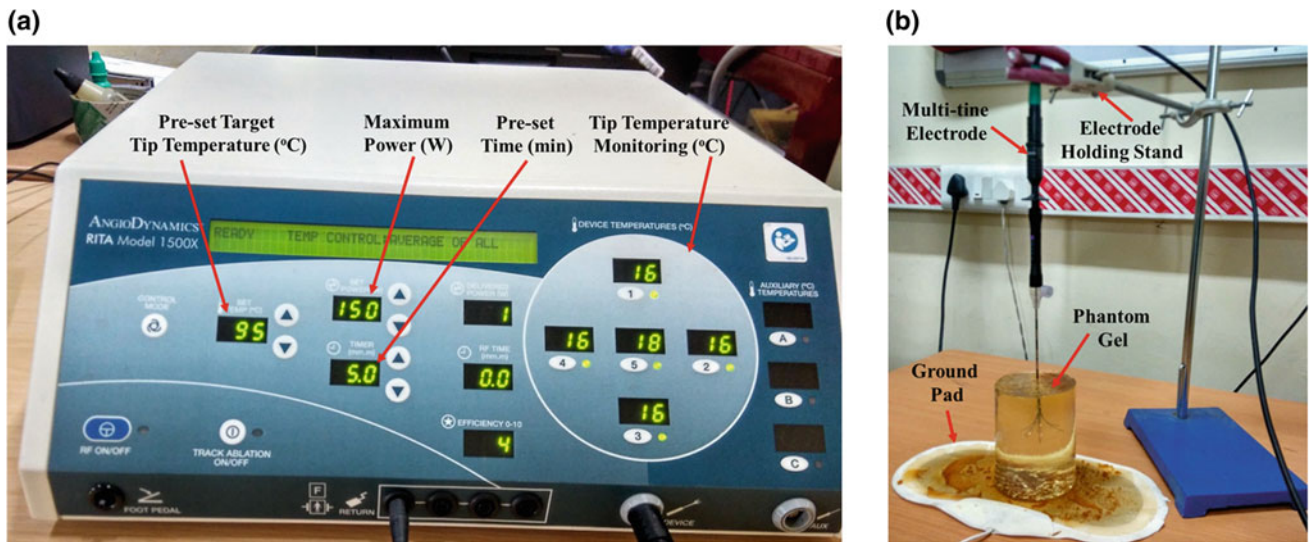 (a)
(b)
Pre-set Target
Tip Temperature (°C)
Maximum
Power (W)
Pre-set
Time (min)
Tip Temperature
Monitoring (°C)
ANGIODYNAMICS
RITA Model 1500X
READY TEMP CONTROL:AVERAGE OF ALL
DEVICE TEMPERATURES (°C)
AUXILIARY (°C)
TEMPERATURES
CONTROL
MODE
SET
TEMP (°C)
95
SET
150
DELIVERED
1
TIMER
(mm.m)
5.0
RF TIME
(mm.m)
0.0
EFFICIENCY 0-10
4
16
1
16
4
18
5
16
2
16
3
A
B
C
RF ON/OFF
TRACK ABLATION
ON/OFF
FOOT PEDAL
F
RETURN
DEVICE
AUX
Multi-tine
Electrode
Electrode
Holding Stand
Phantom
Gel
Ground
Pad